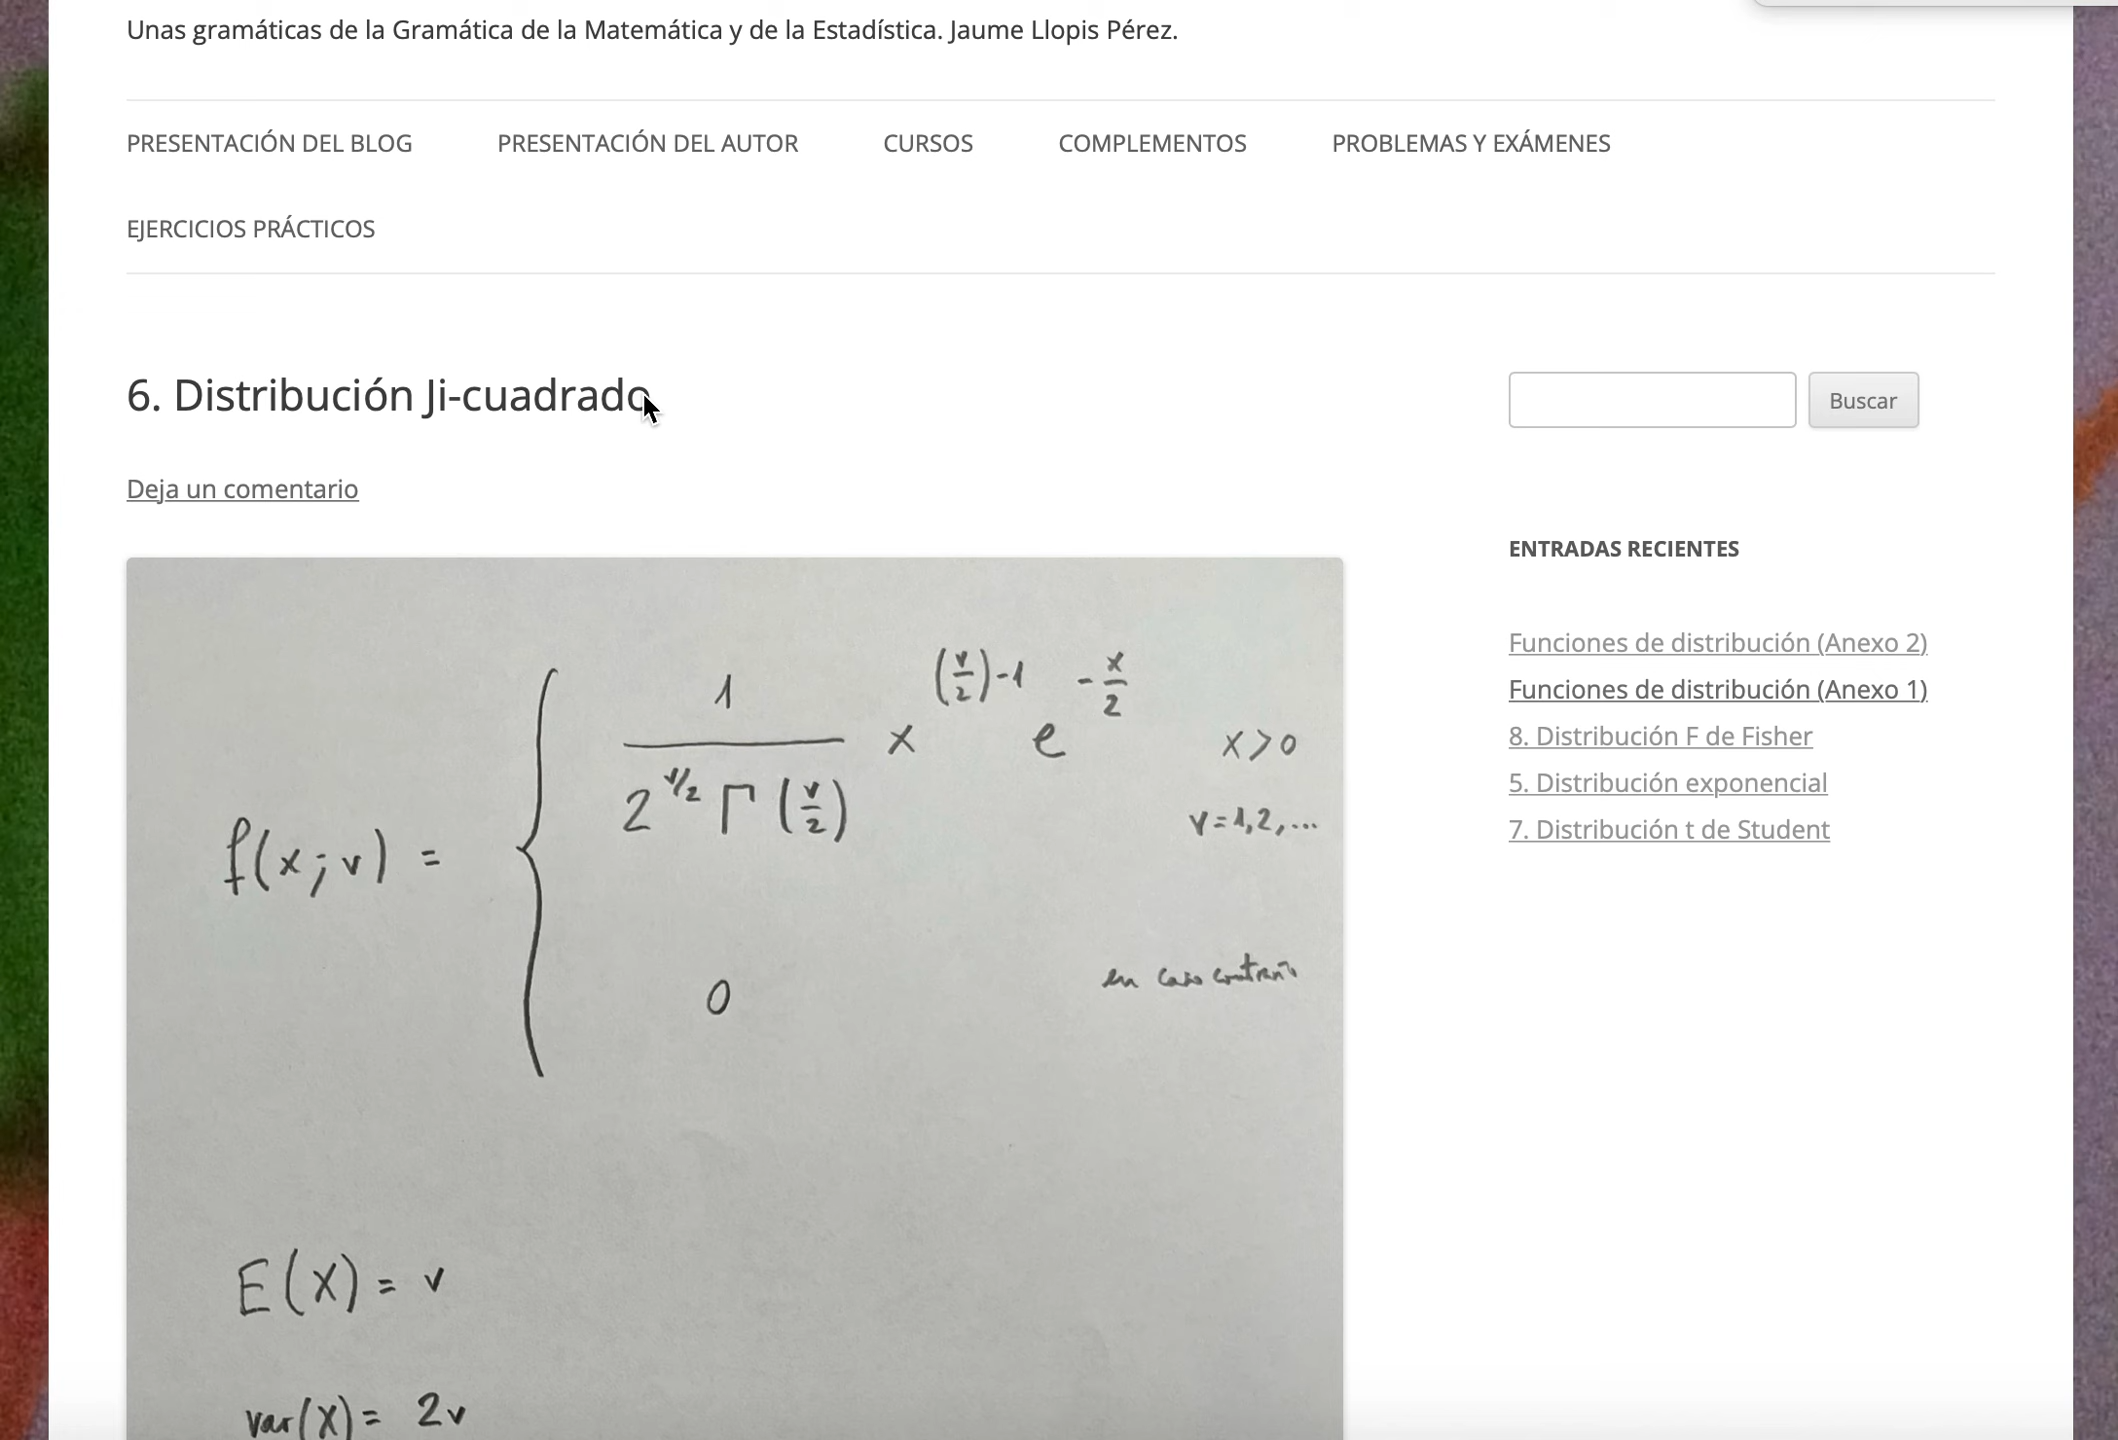 Unas gramáticas de la Gramática de la Matemática y de la Estadística. Jaume Llopis Pérez.
PRESENTACIÓN DEL BLOG PRESENTACIÓN DEL AUTOR CURSOS COMPLEMENTOS PROBLEMAS Y EXÁMENES
EJERCICIOS PRÁCTICOS
6. Distribución Ji-cuadrado
Buscar
Deja un comentario
f(x; ν) = { 1 / (2^(ν/2) Γ(ν/2)) x^((ν/2)-1) e^(-x/2) x > 0
ν = 1, 2, ...
0 en caso contrario
E(X) = ν
var(X) = 2ν
ENTRADAS RECIENTES
Funciones de distribución (Anexo 2)
Funciones de distribución (Anexo 1)
8. Distribución F de Fisher
5. Distribución exponencial
7. Distribución t de Student